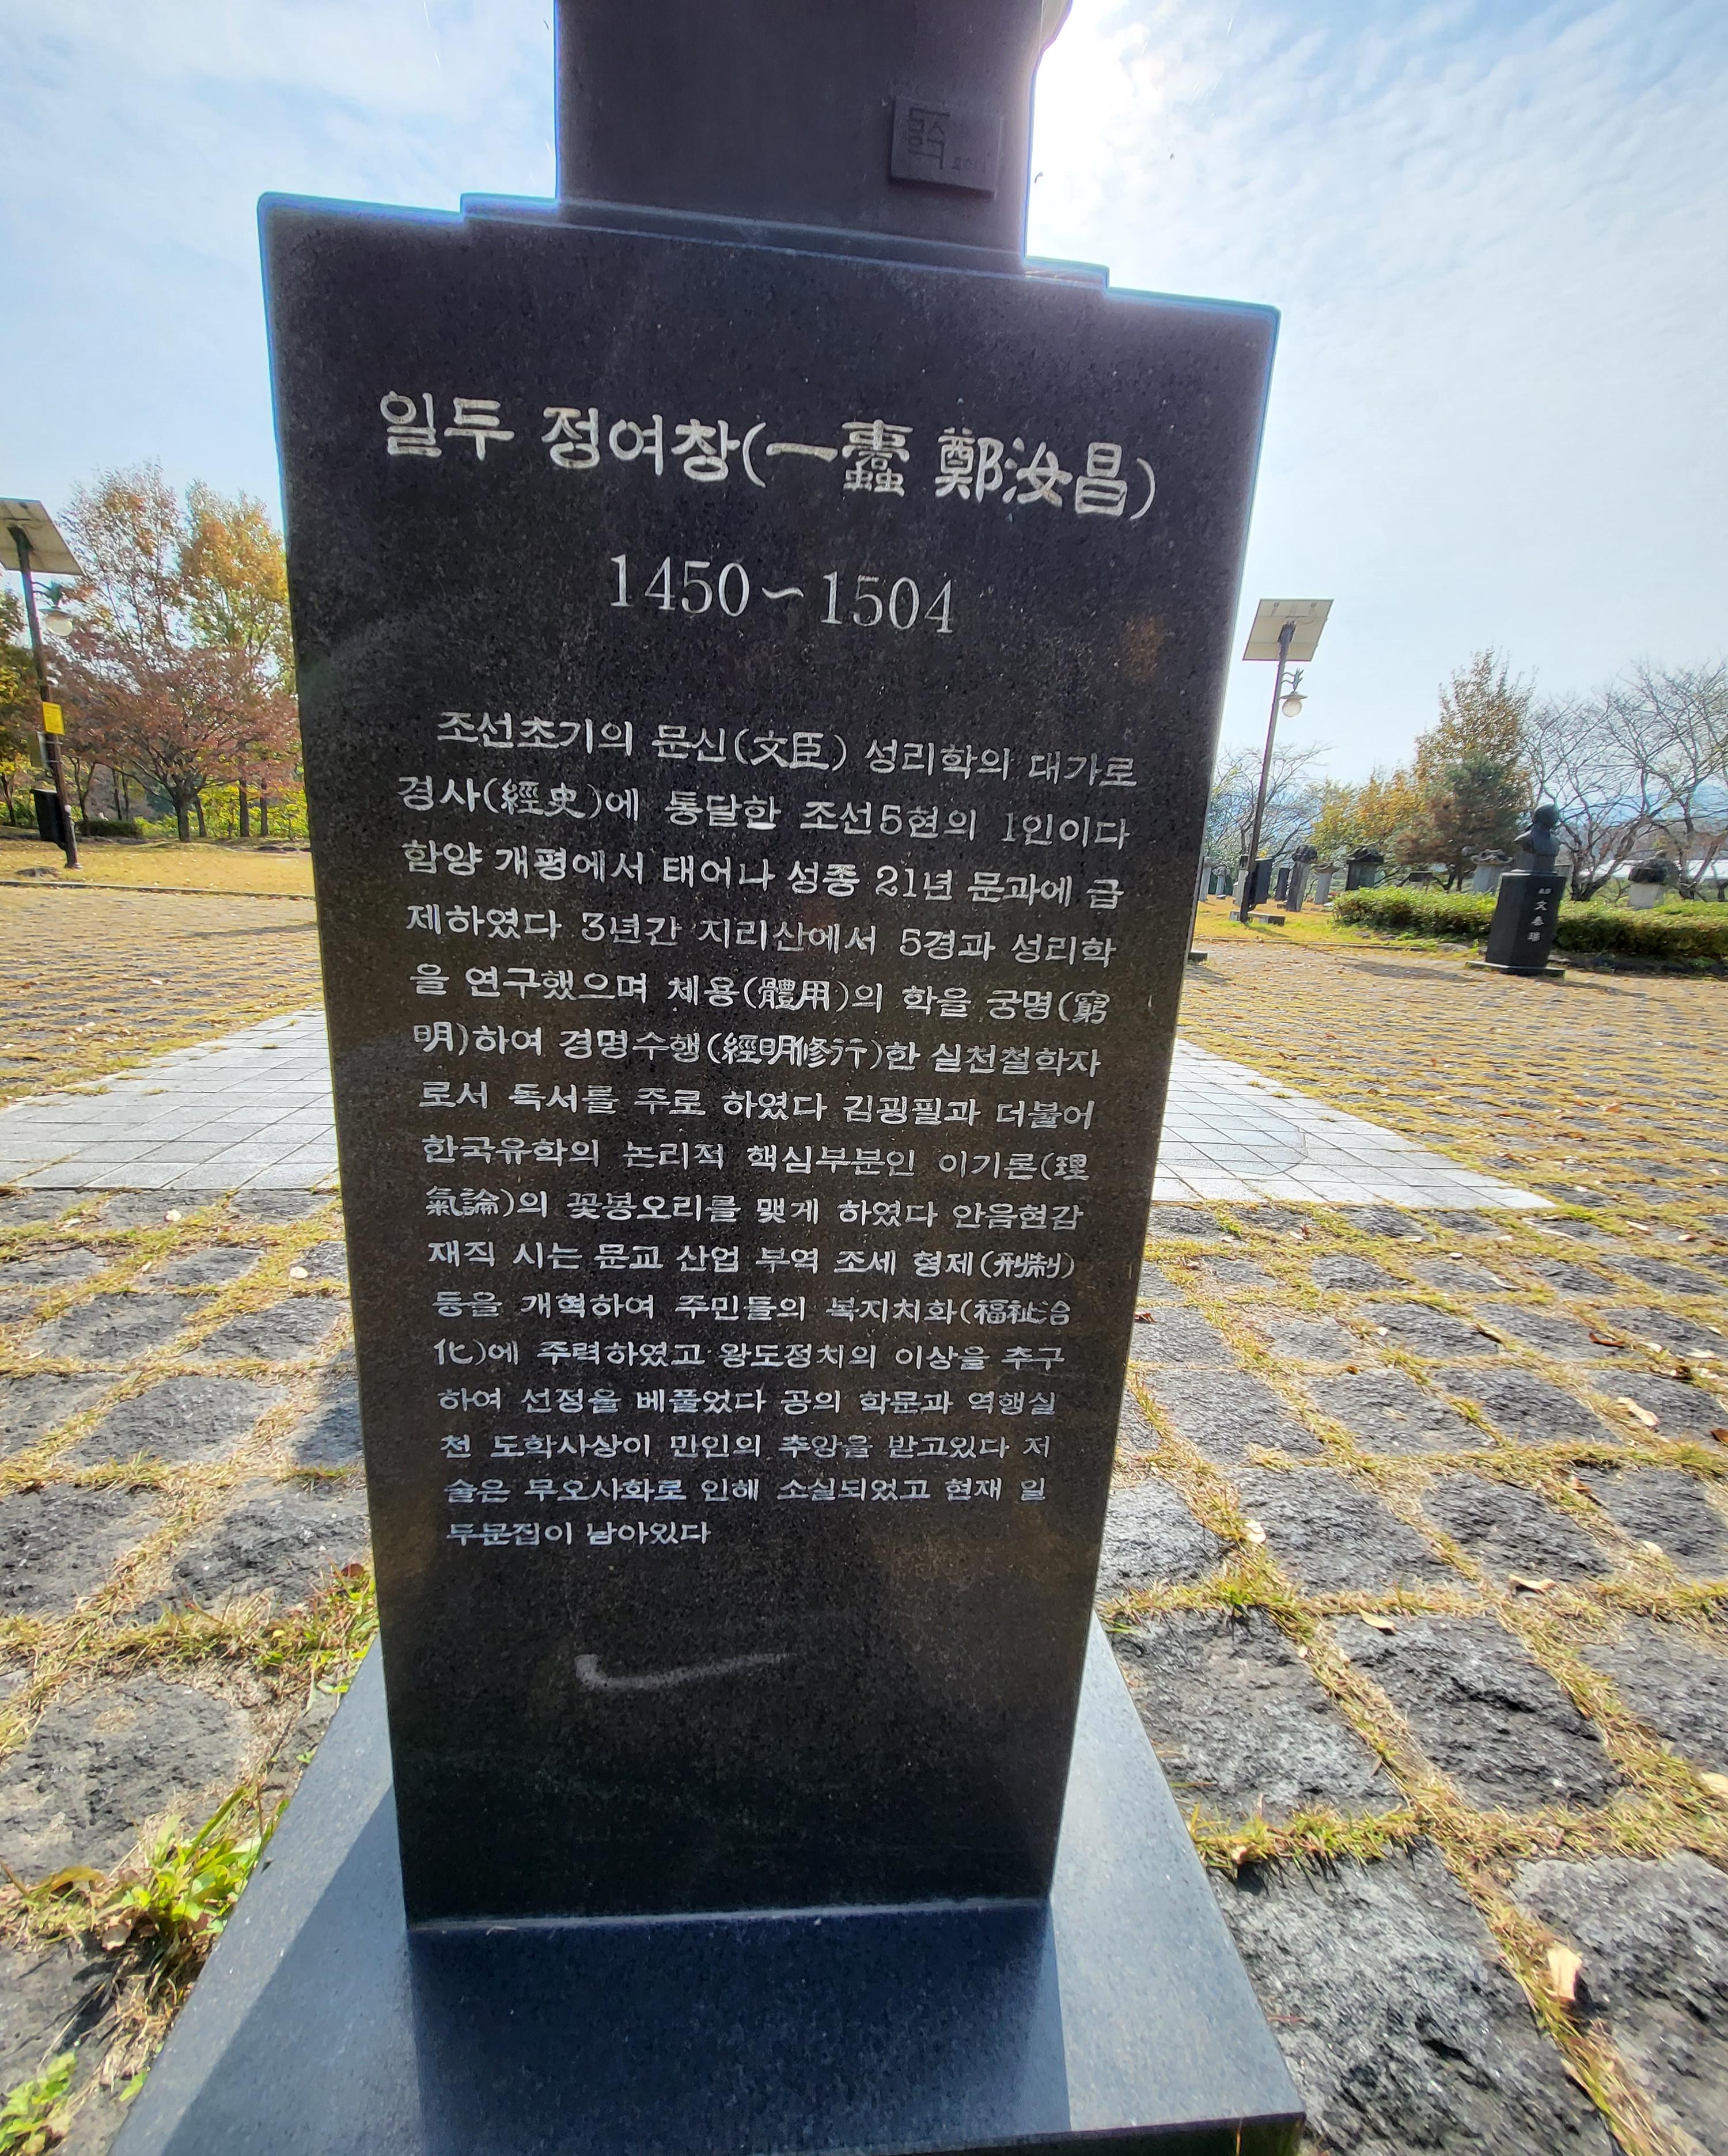 일두 정여창(一蠹 鄭汝昌)
1450~1504
조선초기의 문신(文臣) 성리학의 대가로
경사(經史)에 통달한 조선5현의 1인이다
함양 개평에서 태어나 성종 21년 문과에 급
제하였다 3년간 지리산에서 5경과 성리학
을 연구했으며 체용(體用)의 학을 궁명(窮
明)하여 경명수행(經明修行)한 실천철학자
로서 독서를 주로 하였다 김굉필과 더불어
한국유학의 논리적 핵심부분인 이기론(理
氣論)의 꽃봉오리를 맺게 하였다 안음현감
재직 시는 문교 산업 부역 조세 형제(刑制)
등을 개혁하여 주민들의 복지치화(福祉治
化)에 주력하였고 왕도정치의 이상을 추구
하여 선정을 베풀었다 공의 학문과 역행실
천 도학사상이 만인의 추앙을 받고있다 저
술은 무오사화로 인해 소실되었고 현재 일
두문집이 남아있다